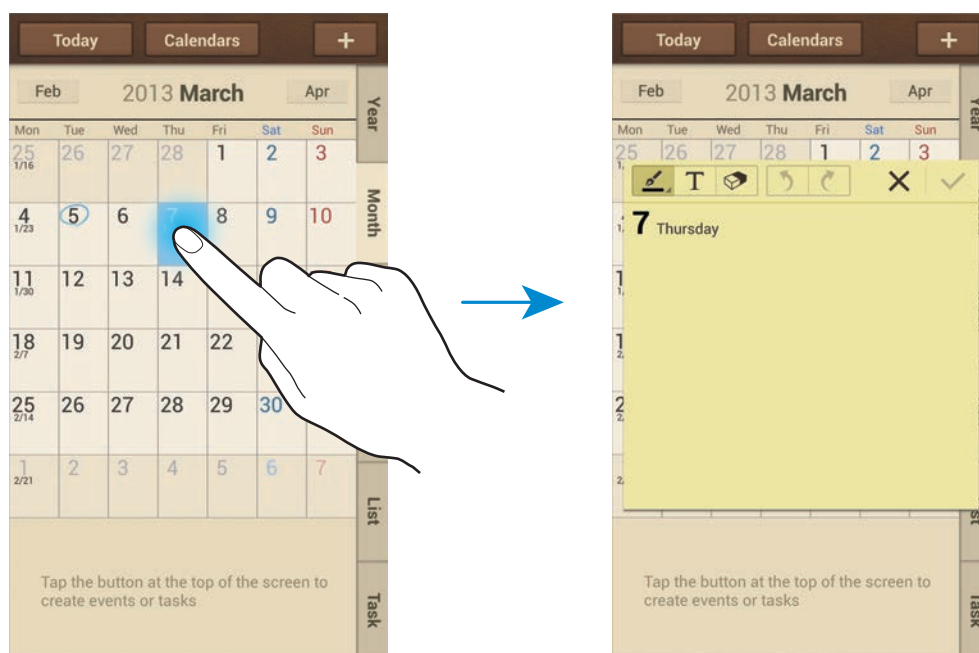 Today Calendars +
Feb 2013 March Apr
Year
Mon Tue Wed Thu Fri Sat Sun
25 26 27 28 1 2 3
1/16
Month
4 5 6 7 8 9 10
1/23
11 12 13 14
1/30
18 19 20 21 22
2/7
25 26 27 28 29 30
2/14
1 2 3 4 5 6 7
2/21
List
Tap the button at the top of the screen to
create events or tasks
Task
Today Calendars +
Feb 2013 March Apr
Year
Mon Tue Wed Thu Fri Sat Sun
25 26 27 28 1 2 3
T
7 Thursday
Tap the button at the top of the screen to
create events or tasks
Task